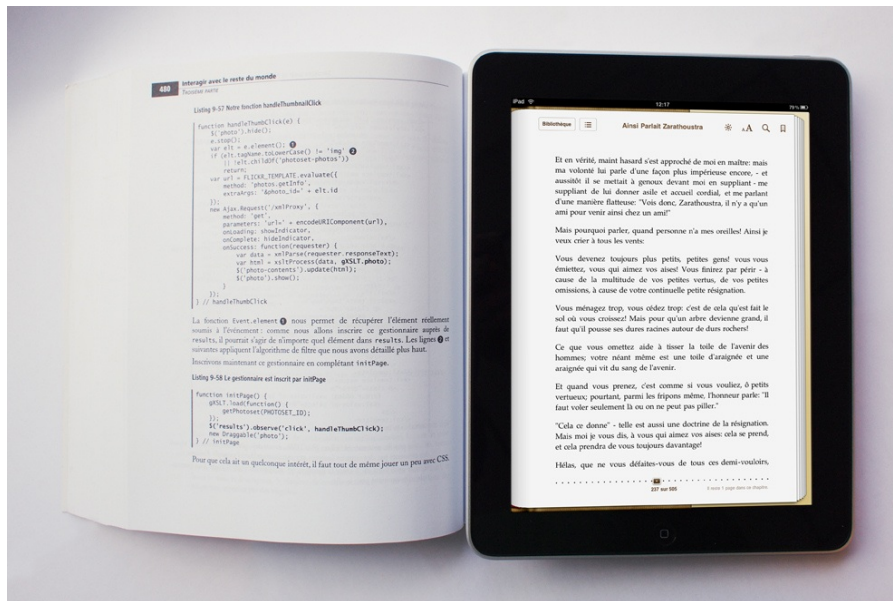 480
Interagir avec le reste du monde
TROISIÈME PARTIE
Listing 9-57 Notre fonction handleThumbnailClick
function handleThumbClick(e) {
$('photo').hide();
e.stop();
var elt = e.element(); ❶
if (elt.tagName.toLowerCase() != 'img' ❷
|| !elt.childOf('photoset-photos'))
return;
var url = FLICKR_TEMPLATE.evaluate({
method: 'photos.getInfo',
extraArgs: '&photo_id=' + elt.id
});
new Ajax.Request('/xmlProxy', {
method: 'get',
parameters: 'url=' + encodeURIComponent(url),
onLoading: showIndicator,
onComplete: hideIndicator,
onSuccess: function(requester) {
var data = xmlParse(requester.responseText);
var html = xsltProcess(data, gXSLT.photo);
$('photo-contents').update(html);
$('photo').show();
}
});
} // handleThumbClick
La fonction Event.element ❶ nous permet de récupérer l'élément réellement
soumis à l'événement : comme nous allons inscrire ce gestionnaire auprès de
results, il pourrait s'agir de n'importe quel élément dans results. Les lignes ❷ et
suivantes appliquent l'algorithme de filtre que nous avons détaillé plus haut.
Inscrivons maintenant ce gestionnaire en complétant initPage.
Listing 9-58 Le gestionnaire est inscrit par initPage
function initPage() {
gXSLT.load(function() {
getPhotoset(PHOTOSET_ID);
});
$('results').observe('click', handleThumbClick);
new Draggable('photo');
} // initPage
Pour que cela ait un quelconque intérêt, il faut tout de même jouer un peu avec CSS.
iPad 12:17 79 %
Bibliothèque Ainsi Parlait Zarathoustra AA
Et en vérité, maint hasard s'est approché de moi en maître: mais
ma volonté lui parle d'une façon plus impérieuse encore, - et
aussitôt il se mettait à genoux devant moi en suppliant - me
suppliant de lui donner asile et accueil cordial, et me parlant
d'une manière flatteuse: "Vois donc, Zarathoustra, il n'y a qu'un
ami pour venir ainsi chez un ami!"
Mais pourquoi parler, quand personne n'a mes oreilles! Ainsi je
veux crier à tous les vents:
Vous devenez toujours plus petits, petites gens! vous vous
émiettez, vous qui aimez vos aises! Vous finirez par périr - à
cause de la multitude de vos petites vertus, de vos petites
omissions, à cause de votre continuelle petite résignation.
Vous ménagez trop, vous cédez trop: c'est de cela qu'est fait le
sol où vous croissez! Mais pour qu'un arbre devienne grand, il
faut qu'il pousse ses dures racines autour de durs rochers!
Ce que vous omettez aide à tisser la toile de l'avenir des
hommes; votre néant même est une toile d'araignée et une
araignée qui vit du sang de l'avenir.
Et quand vous prenez, c'est comme si vous vouliez, ô petits
vertueux; pourtant, parmi les fripons même, l'honneur parle: "Il
faut voler seulement là ou on ne peut pas piller."
"Cela ce donne" - telle est aussi une doctrine de la résignation.
Mais moi je vous dis, à vous qui aimez vos aises: cela se prend,
et cela prendra de vous toujours davantage!
Hélas, que ne vous défaites-vous de tous ces demi-vouloirs,
237 sur 505 Il reste 1 page dans ce chapitre